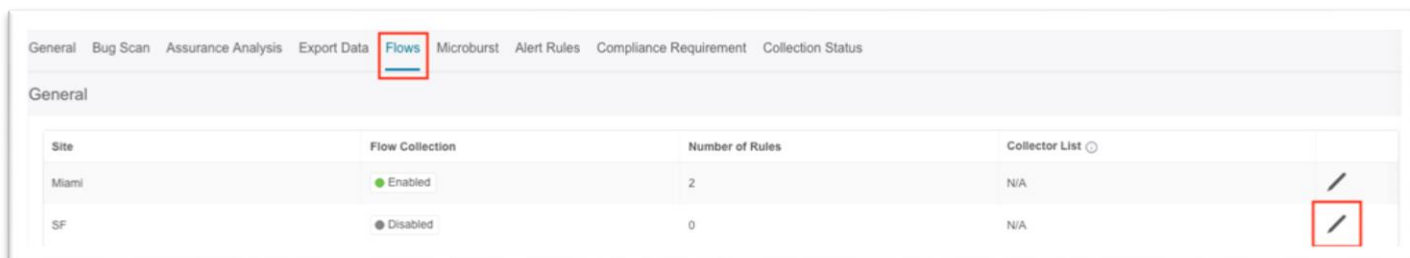 General Bug Scan Assurance Analysis Export Data Flows Microburst Alert Rules Compliance Requirement Collection Status
General
Site Flow Collection Number of Rules Collector List
Miami Enabled 2 N/A
SF Disabled 0 N/A